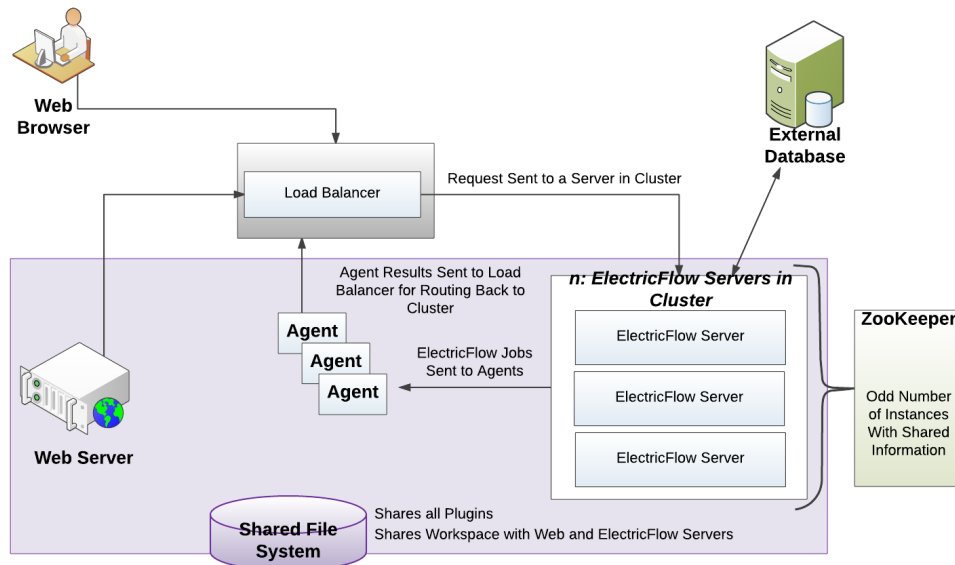 Web
Browser
External
Database
Load Balancer
Request Sent to a Server in Cluster
Agent Results Sent to Load
Balancer for Routing Back to
Cluster
n: ElectricFlow Servers in
Cluster
ElectricFlow Server
ElectricFlow Server
ElectricFlow Server
Agent
Agent
Agent
ElectricFlow Jobs
Sent to Agents
ZooKeeper
Odd Number
of Instances
With Shared
Information
Web Server
Shared File
System
Shares all Plugins
Shares Workspace with Web and ElectricFlow Servers